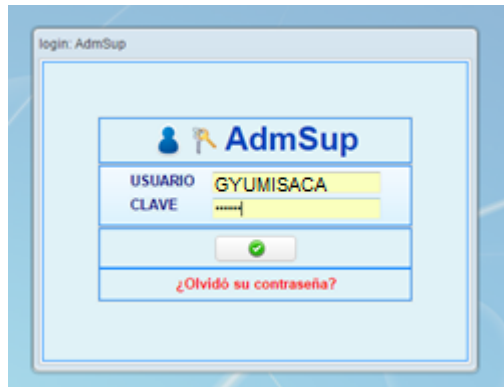 login: AdmSup
AdmSup
USUARIO GYUMISACA
CLAVE ••••••
¿Olvidó su contraseña?